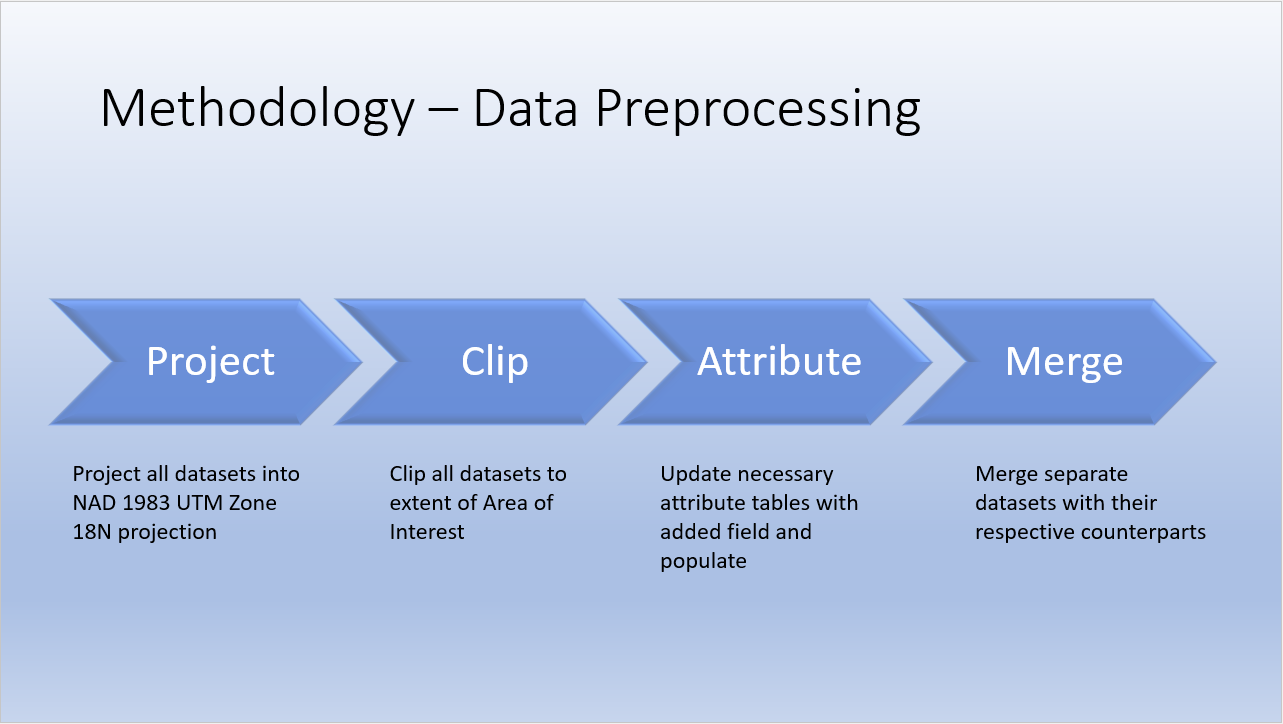 Methodology – Data Preprocessing
Project
Clip
Attribute
Merge
Project all datasets into
NAD 1983 UTM Zone
18N projection
Clip all datasets to
extent of Area of
Interest
Update necessary
attribute tables with
added field and
populate
Merge separate
datasets with their
respective counterparts